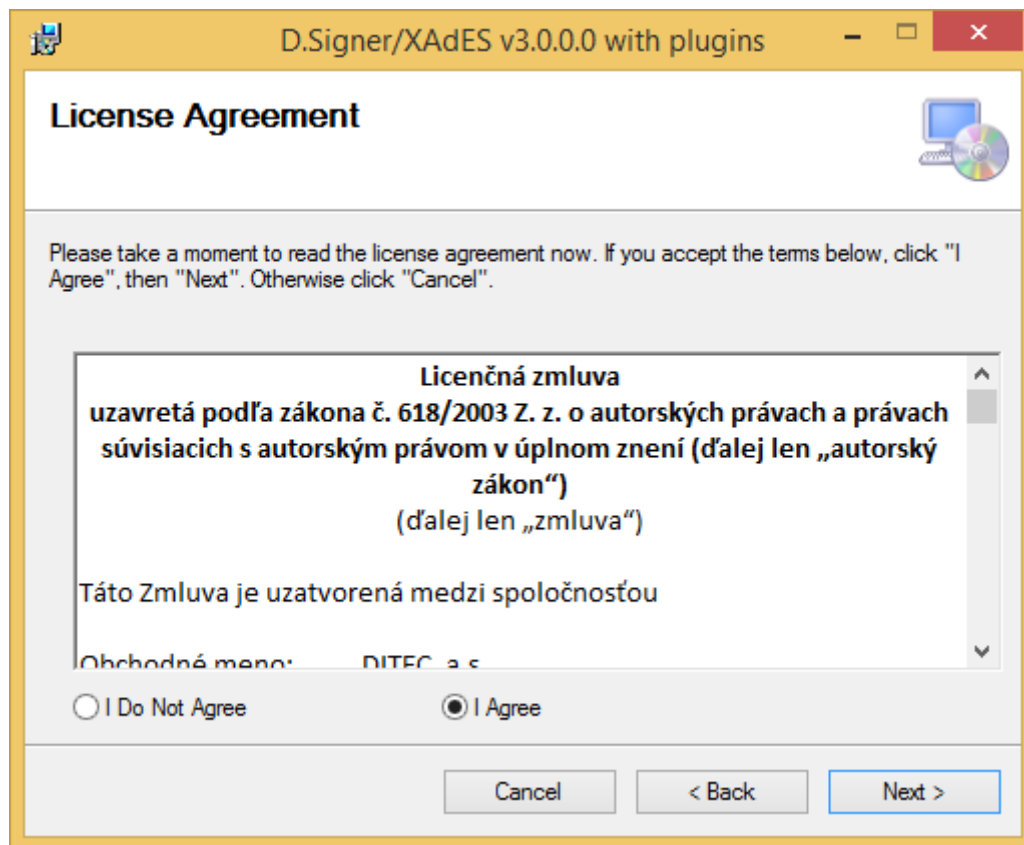 D.Signer/XAdES v3.0.0.0 with plugins
License Agreement
Please take a moment to read the license agreement now. If you accept the terms below, click "I
Agree", then "Next". Otherwise click "Cancel".
Licenčná zmluva
uzavretá podľa zákona č. 618/2003 Z. z. o autorských právach a právach
súvisiacich s autorským právom v úplnom znení (ďalej len „autorský
zákon“)
(ďalej len „zmluva“)
Táto Zmluva je uzatvorená medzi spoločnosťou
Obchodné meno: DITEC, a.s.
I Do Not Agree
I Agree
Cancel
< Back
Next >